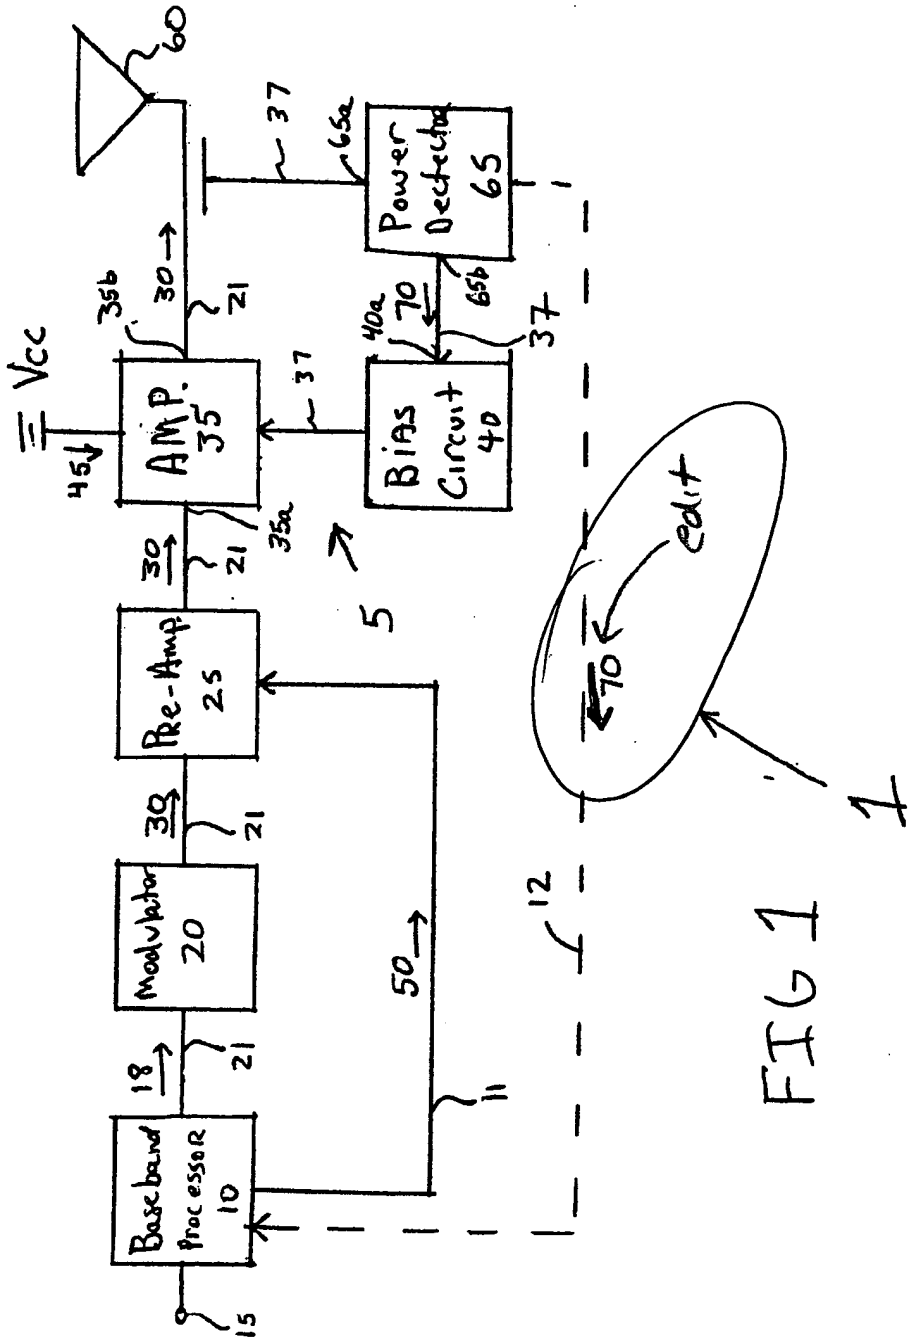 15
Baseband
Processor
10
18
21
Modulator
20
30
21
Pre-Amp.
25
30
21
35a
AMP.
35
45
Vcc
35b
30
21
60
37
65a
Power
Dectector
65
65b
70
37
40a
Bias
Circuit
40
37
5
50
11
12
70
edit
1
FIG 1